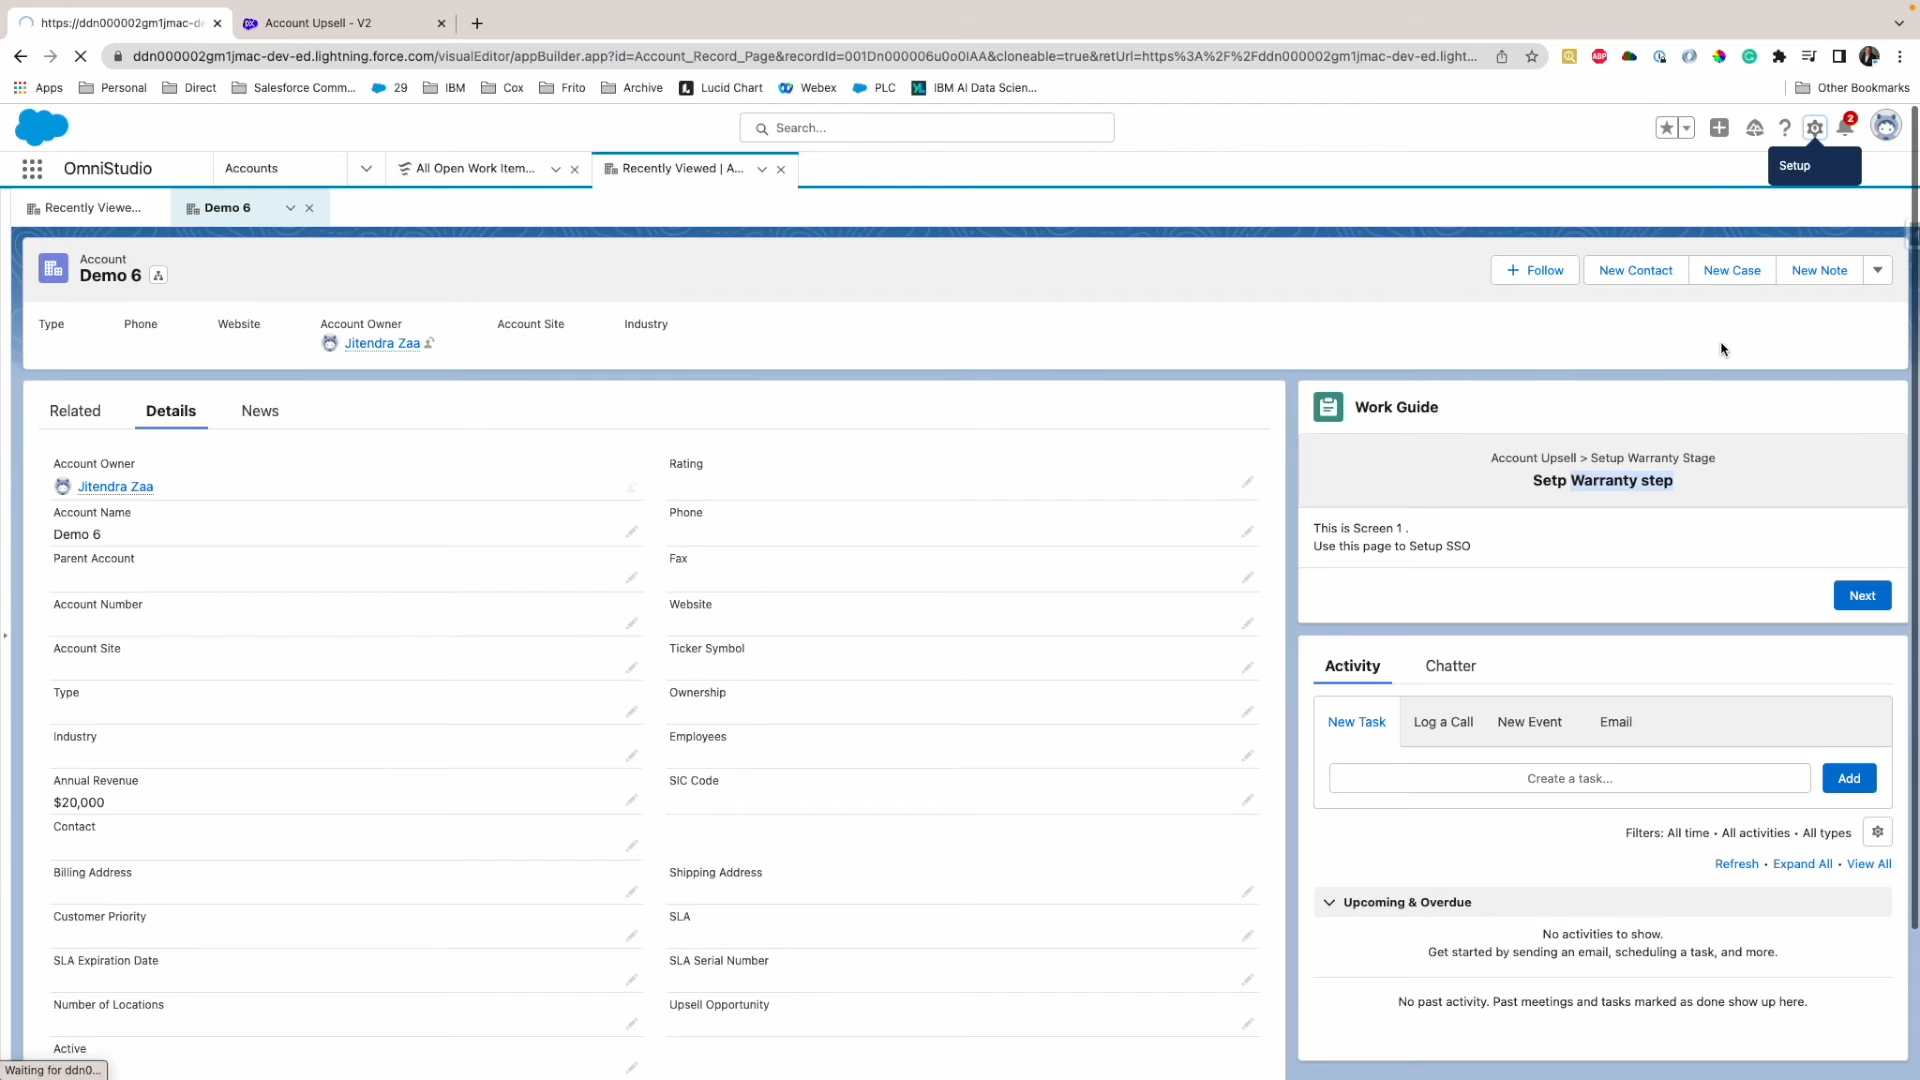 https://ddn000002gm1jmac-de
Account Upsell - V2
ddn000002gm1jmac-dev-ed.lightning.force.com/visualEditor/appBuilder.app?id=Account_Record_Page&recordId=001Dn000006u0o0IAA&cloneable=true&retUrl=https%3A%2F%2Fddn000002gm1jmac-dev-ed.light...
Apps Personal Direct Salesforce Comm... 29 IBM Cox Frito Archive Lucid Chart Webex PLC IBM AI Data Scien... Other Bookmarks
Search...
2
OmniStudio Accounts All Open Work Item... Recently Viewed | A... Setup
Recently Viewe... Demo 6
Account
Demo 6
Follow New Contact New Case New Note
Type Phone Website Account Owner Account Site Industry
Jitendra Zaa
Related Details News
Account Owner
Jitendra Zaa
Account Name
Demo 6
Parent Account
Account Number
Account Site
Type
Industry
Annual Revenue
$20,000
Contact
Billing Address
Customer Priority
SLA Expiration Date
Number of Locations
Active
Rating
Phone
Fax
Website
Ticker Symbol
Ownership
Employees
SIC Code
Shipping Address
SLA
SLA Serial Number
Upsell Opportunity
Work Guide
Account Upsell > Setup Warranty Stage
Setp Warranty step
This is Screen 1 .
Use this page to Setup SSO
Next
Activity Chatter
New Task Log a Call New Event Email
Create a task... Add
Filters: All time • All activities • All types
Refresh • Expand All • View All
Upcoming & Overdue
No activities to show.
Get started by sending an email, scheduling a task, and more.
No past activity. Past meetings and tasks marked as done show up here.
Waiting for ddn0...